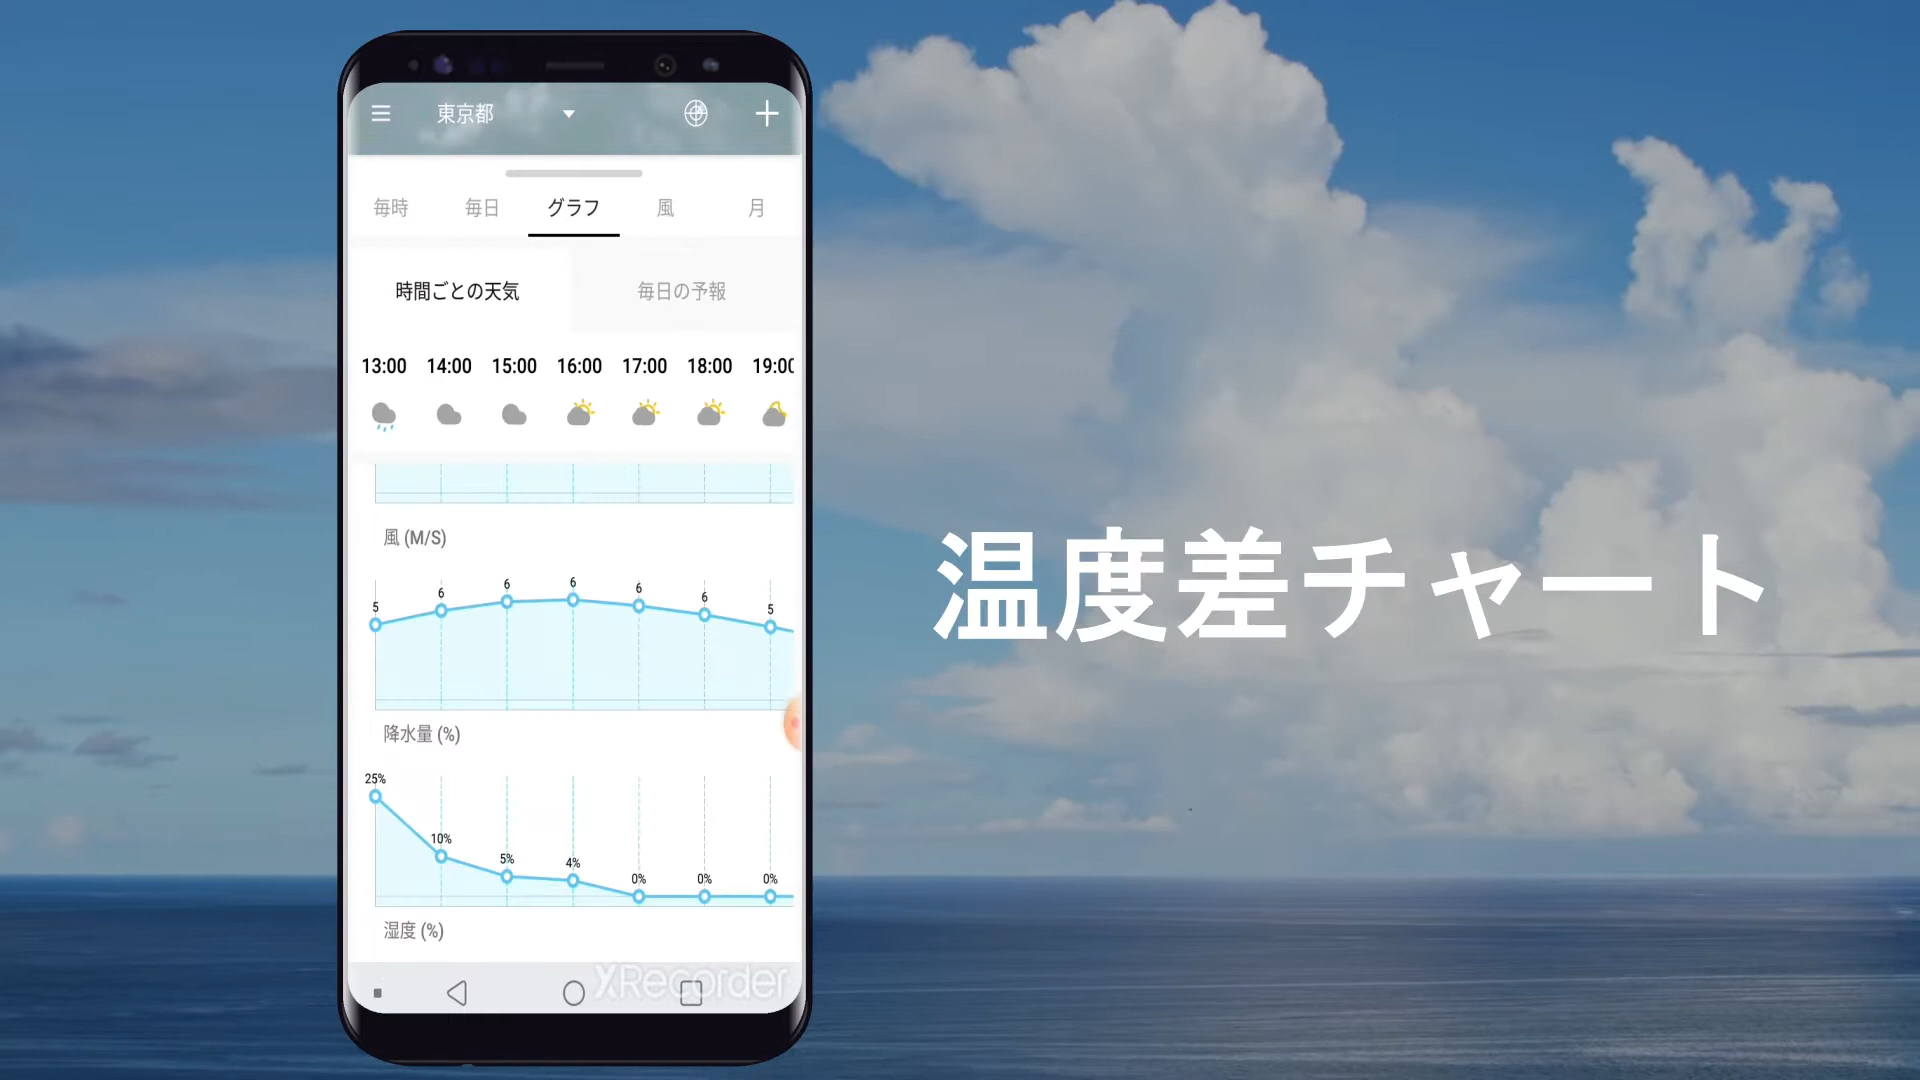 東京都
毎時 毎日 グラフ 風 月
時間ごとの天気 毎日の予報
13:00 14:00 15:00 16:00 17:00 18:00 19:00
風 (M/S)
5 6 6 6 6 6 5
降水量 (%)
25% 10% 5% 4% 0% 0% 0%
湿度 (%)
XRecorder
温度差チャート